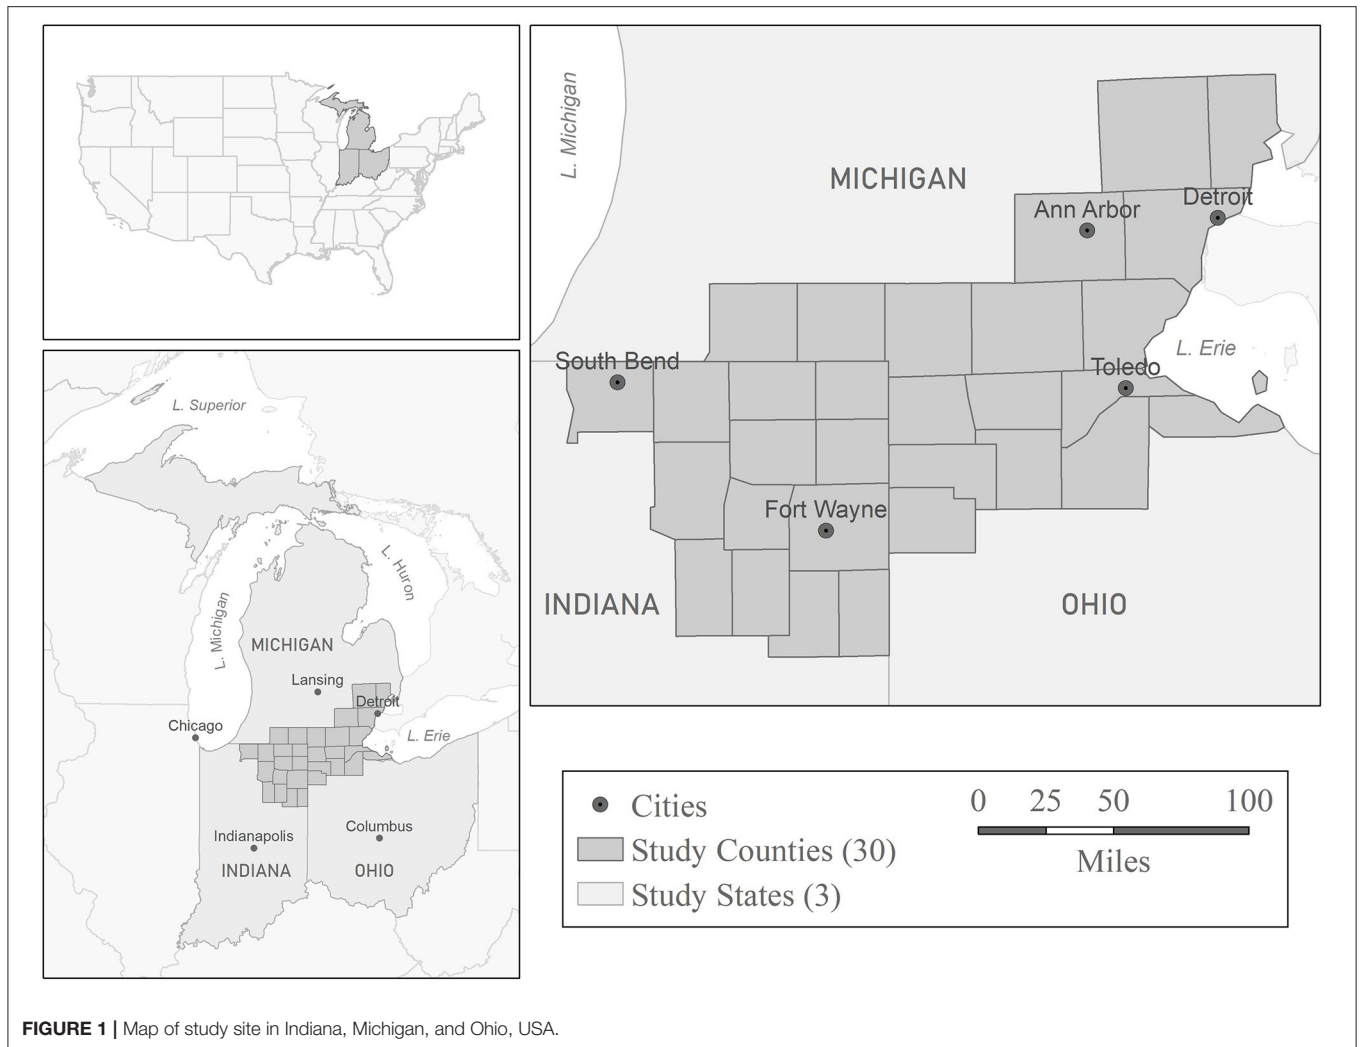 L. Michigan
MICHIGAN
Ann Arbor
Detroit
South Bend
Toledo
L. Erie
Fort Wayne
INDIANA
OHIO
L. Superior
L. Huron
L. Michigan
MICHIGAN
Lansing
Detroit
Chicago
L. Erie
Indianapolis
Columbus
INDIANA
OHIO
Cities
Study Counties (30)
Study States (3)
0 25 50 100
Miles
FIGURE 1 | Map of study site in Indiana, Michigan, and Ohio, USA.